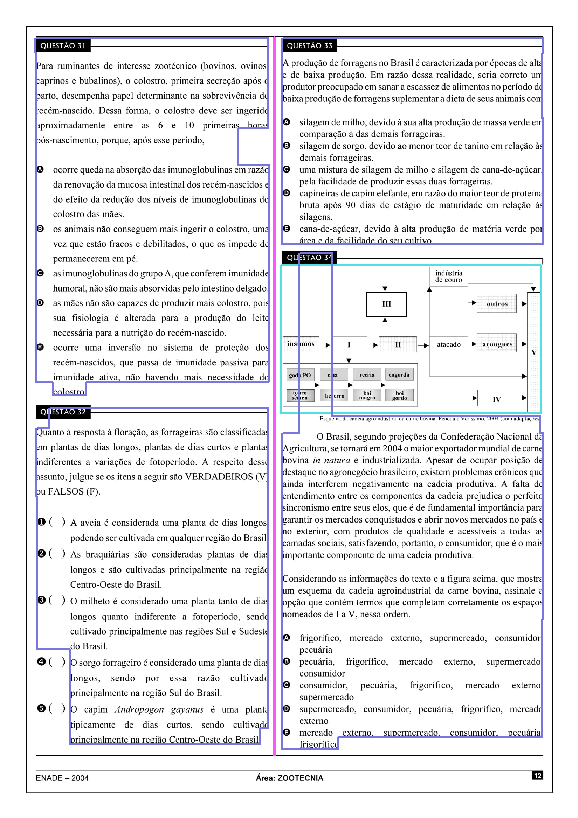 QUESTÃO 31
Para ruminantes de interesse zootécnico (bovinos, ovinos,
caprinos e bubalinos), o colostro, primeira secreção após o
parto, desempenha papel determinante na sobrevivência do
recém-nascido. Dessa forma, o colostro deve ser ingerido
aproximadamente entre as 6 e 10 primeiras horas
pós-nascimento, porque, após esse período,
A ocorre queda na absorção das imunoglobulinas em razão
da renovação da mucosa intestinal dos recém-nascidos e
do efeito da redução dos níveis de imunoglobulinas do
colostro das mães.
B os animais não conseguem mais ingerir o colostro, uma
vez que estão fracos e debilitados, o que os impede de
permanecerem em pé.
C as imunoglobulinas do grupo A, que conferem imunidade
humoral, não são mais absorvidas pelo intestino delgado.
D as mães não são capazes de produzir mais colostro, pois
sua fisiologia é alterada para a produção do leite
necessária para a nutrição do recém-nascido.
E ocorre uma inversão no sistema de proteção dos
recém-nascidos, que passa de imunidade passiva para
imunidade ativa, não havendo mais necessidade do
colostro.
QUESTÃO 32
Quanto à resposta à floração, as forrageiras são classificadas
em plantas de dias longos, plantas de dias curtos e plantas
indiferentes a variações de fotoperíodo. A respeito desse
assunto, julgue se os itens a seguir são VERDADEIROS (V)
ou FALSOS (F).
1 ( ) A aveia é considerada uma planta de dias longos,
podendo ser cultivada em qualquer região do Brasil.
2 ( ) As braquiárias são consideradas plantas de dias
longos e são cultivadas principalmente na região
Centro-Oeste do Brasil.
3 ( ) O milheto é considerado uma planta tanto de dias
longos quanto indiferente a fotoperíodo, sendo
cultivado principalmente nas regiões Sul e Sudeste
do Brasil.
4 ( ) O sorgo forrageiro é considerado uma planta de dias
longos, sendo por essa razão cultivado
principalmente na região Sul do Brasil.
5 ( ) O capim Andropogon gayanus é uma planta
tipicamente de dias curtos, sendo cultivado
principalmente na região Centro-Oeste do Brasil.
QUESTÃO 33
A produção de forragens no Brasil é caracterizada por épocas de alta
e de baixa produção. Em razão dessa realidade, seria correto um
produtor preocupado em sanar a escassez de alimentos no período de
baixa produção de forragens suplementar a dieta de seus animais com
A silagem de milho, devido à sua alta produção de massa verde em
comparação à das demais forrageiras.
B silagem de sorgo, devido ao menor teor de tanino em relação às
demais forrageiras.
C uma mistura de silagem de milho e silagem de cana-de-açúcar,
pela facilidade de produzir essas duas forrageiras.
D capineiras de capim elefante, em razão do maior teor de proteína
bruta após 90 dias de estágio de maturidade em relação às
silagens.
E cana-de-açúcar, devido à alta produção de matéria verde por
área e da facilidade do seu cultivo.
QUESTÃO 34
indústria
de couro
III
outros
insumos
I
II
atacado
açougues
V
gado PO
cria
recria
engorda
bezerro
boi
magro
boi
gordo
IV
O Brasil, segundo projeções da Confederação Nacional da
Agricultura, se tornará em 2004 o maior exportador mundial de carne
bovina in natura e industrializada. Apesar de ocupar posição de
destaque no agronegócio brasileiro, existem problemas crônicos que
ainda interferem negativamente na cadeia produtiva. A falta de
entendimento entre os componentes da cadeia prejudica o perfeito
sincronismo entre seus elos, que é de fundamental importância para
garantir os mercados conquistados e abrir novos mercados no país e
no exterior, com produtos de qualidade e acessíveis a todas as
camadas sociais, satisfazendo, portanto, o consumidor, que é o mais
importante componente de uma cadeia produtiva.
Considerando as informações do texto e a figura acima, que mostra
um esquema da cadeia agroindustrial da carne bovina, assinale a
opção que contém termos que completam corretamente os espaços
nomeados de I a V, nessa ordem.
A frigorífico, mercado externo, supermercado, consumidor,
pecuária
B pecuária, frigorífico, mercado externo, supermercado,
consumidor
C consumidor, pecuária, frigorífico, mercado externo,
supermercado
D supermercado, consumidor, pecuária, frigorífico, mercado
externo
E mercado externo, supermercado, consumidor, pecuária,
frigorífico
ENADE – 2004
Área: ZOOTECNIA
12